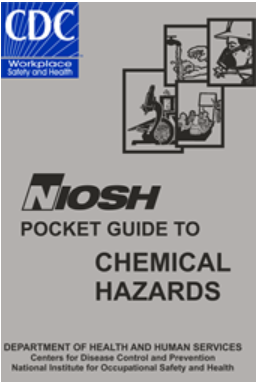 CDC
Workplace
Safety and Health
NIOSH
POCKET GUIDE TO
CHEMICAL
HAZARDS
DEPARTMENT OF HEALTH AND HUMAN SERVICES
Centers for Disease Control and Prevention
National Institute for Occupational Safety and Health